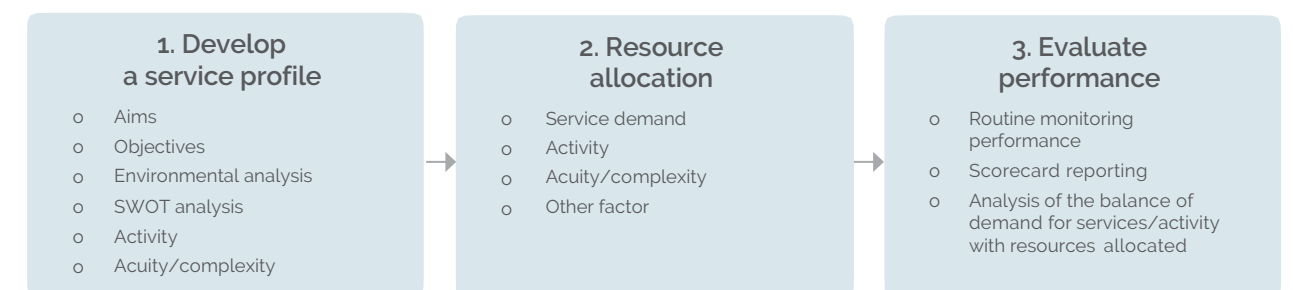 1. Develop
a service profile
o Aims
o Objectives
o Environmental analysis
o SWOT analysis
o Activity
o Acuity/complexity
2. Resource
allocation
o Service demand
o Activity
o Acuity/complexity
o Other factor
3. Evaluate
performance
o Routine monitoring
performance
o Scorecard reporting
o Analysis of the balance of
demand for services/activity
with resources allocated